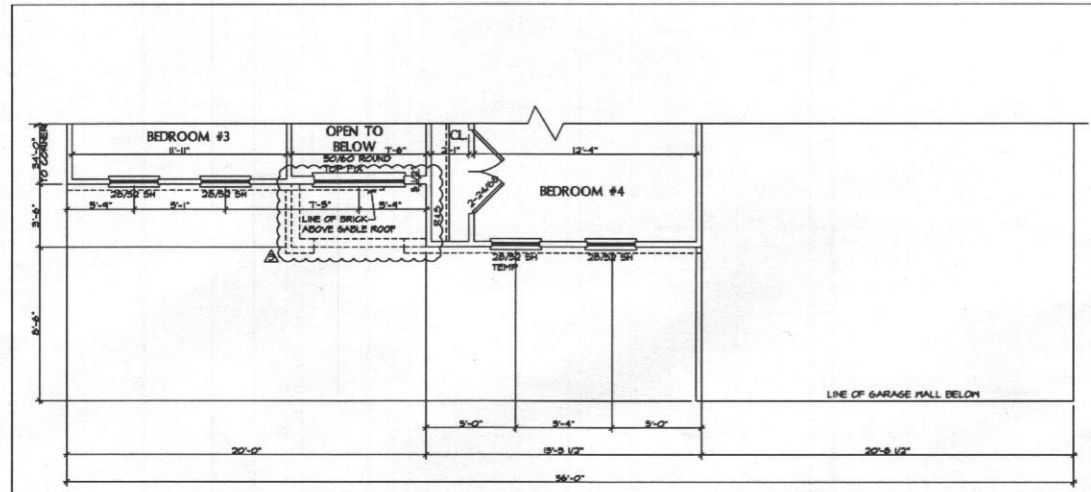 BEDROOM #3
11'-11"
OPEN TO
BELOW
7'-6"
30/60 ROUND
TOP FIX
CL
2'-1"
12'-4"
BEDROOM #4
34'-0"
TO CORNER
3'-6"
8'-6"
28/52 SH
28/52 SH
5'-4"
5'-1"
7'-5"
5'-4"
LINE OF BRICK
ABOVE GABLE ROOF
2-24/68
28/52 SH
TEMP
28/52 SH
LINE OF GARAGE WALL BELOW
5'-0"
5'-4"
5'-0"
20'-0"
15'-3 1/2"
20'-8 1/2"
56'-0"